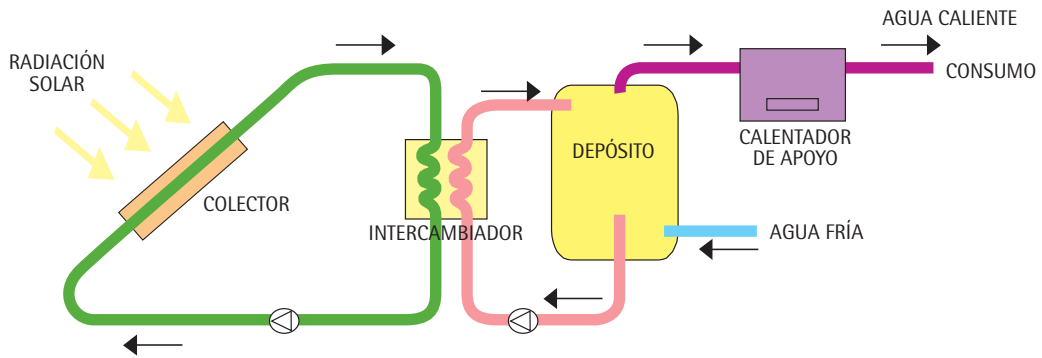 RADIACIÓN
SOLAR
COLECTOR
INTERCAMBIADOR
DEPÓSITO
AGUA CALIENTE
CONSUMO
CALENTADOR
DE APOYO
AGUA FRÍA